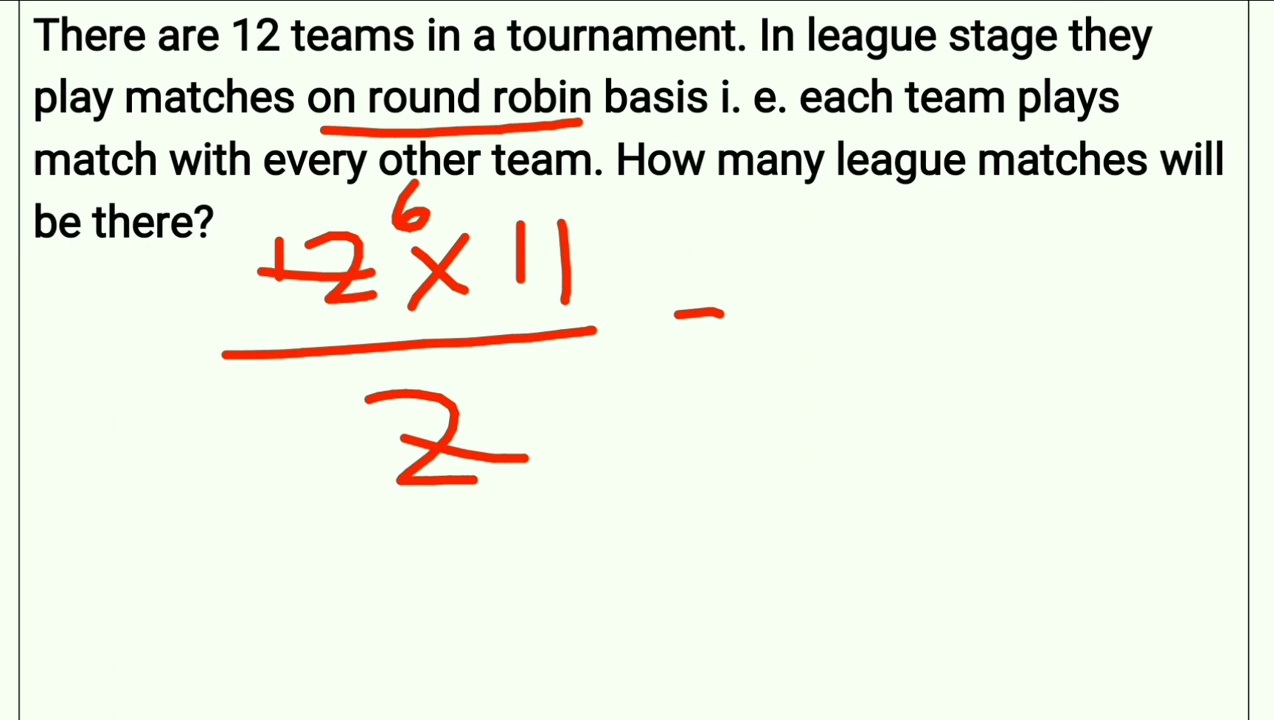 There are 12 teams in a tournament. In league stage they
play matches on round robin basis i. e. each team plays
match with every other team. How many league matches will
be there?
6
12 × 11 -
2